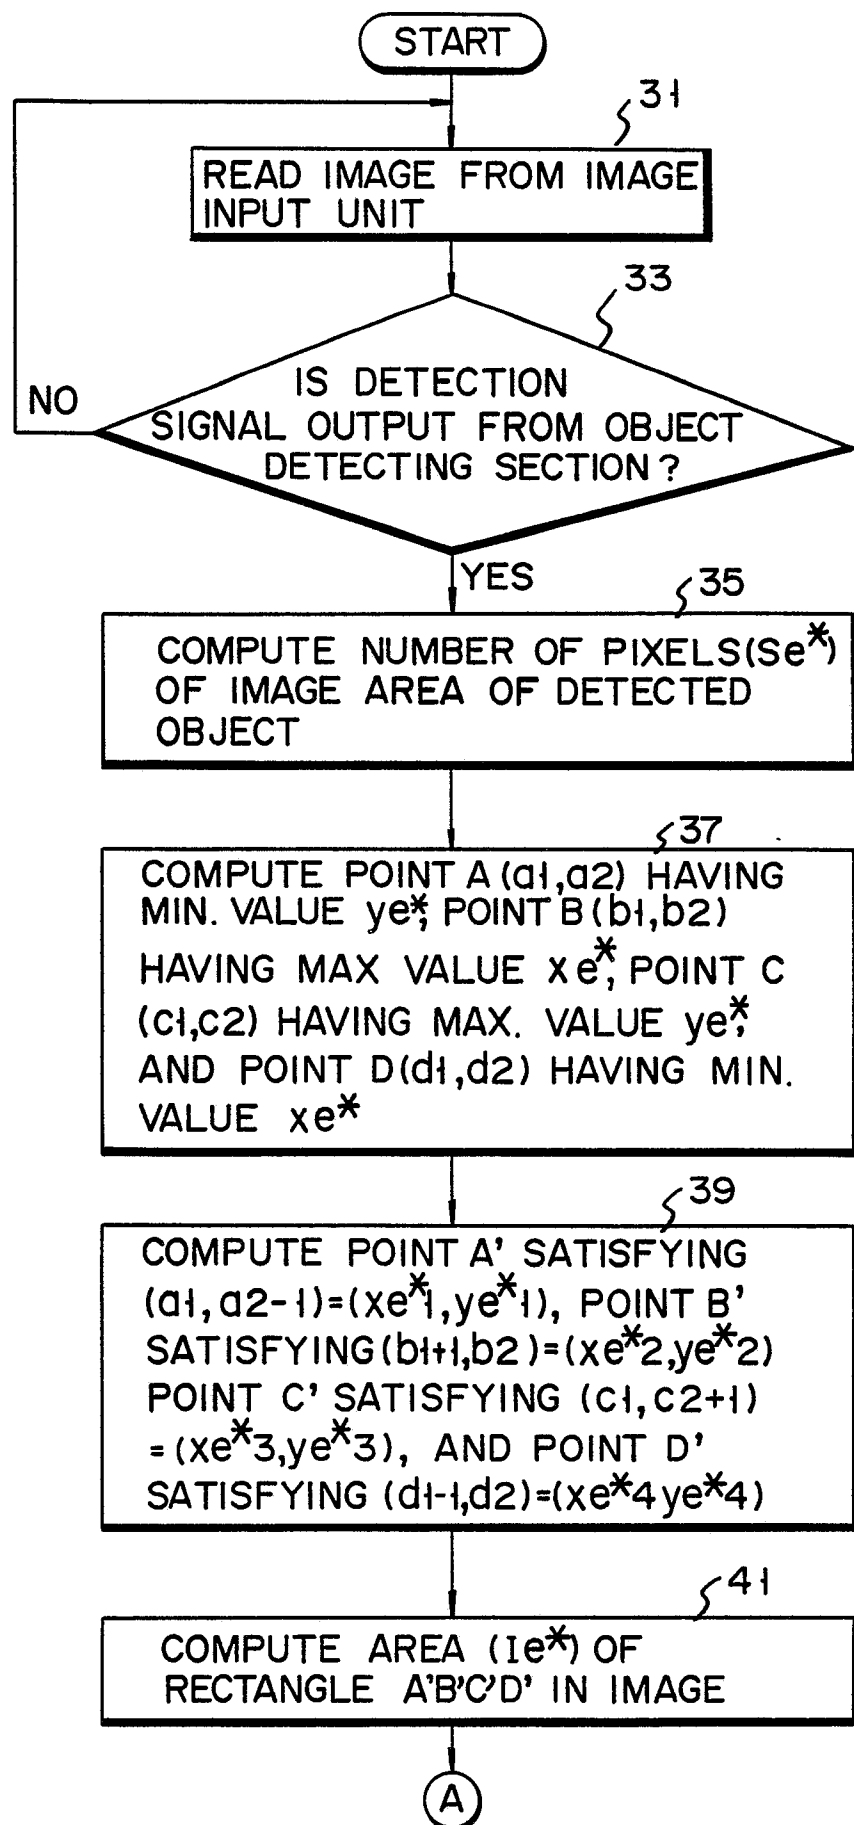 START
31
READ IMAGE FROM IMAGE
INPUT UNIT
33
IS DETECTION
SIGNAL OUTPUT FROM OBJECT
DETECTING SECTION?
NO
YES
35
COMPUTE NUMBER OF PIXELS(Se*)
OF IMAGE AREA OF DETECTED
OBJECT
37
COMPUTE POINT A (a1,a2) HAVING
MIN. VALUE ye*, POINT B(b1,b2)
HAVING MAX VALUE xe*, POINT C
(c1,c2) HAVING MAX. VALUE ye*,
AND POINT D(d1,d2) HAVING MIN.
VALUE xe*
39
COMPUTE POINT A' SATISFYING
(a1,a2-1)=(xe*1,ye*1), POINT B'
SATISFYING(b1+1,b2)=(xe*2,ye*2)
POINT C' SATISFYING (c1,c2+1)
=(xe*3,ye*3), AND POINT D'
SATISFYING (d1-1,d2)=(xe*4ye*4)
41
COMPUTE AREA (Ie*) OF
RECTANGLE A'B'C'D' IN IMAGE
A